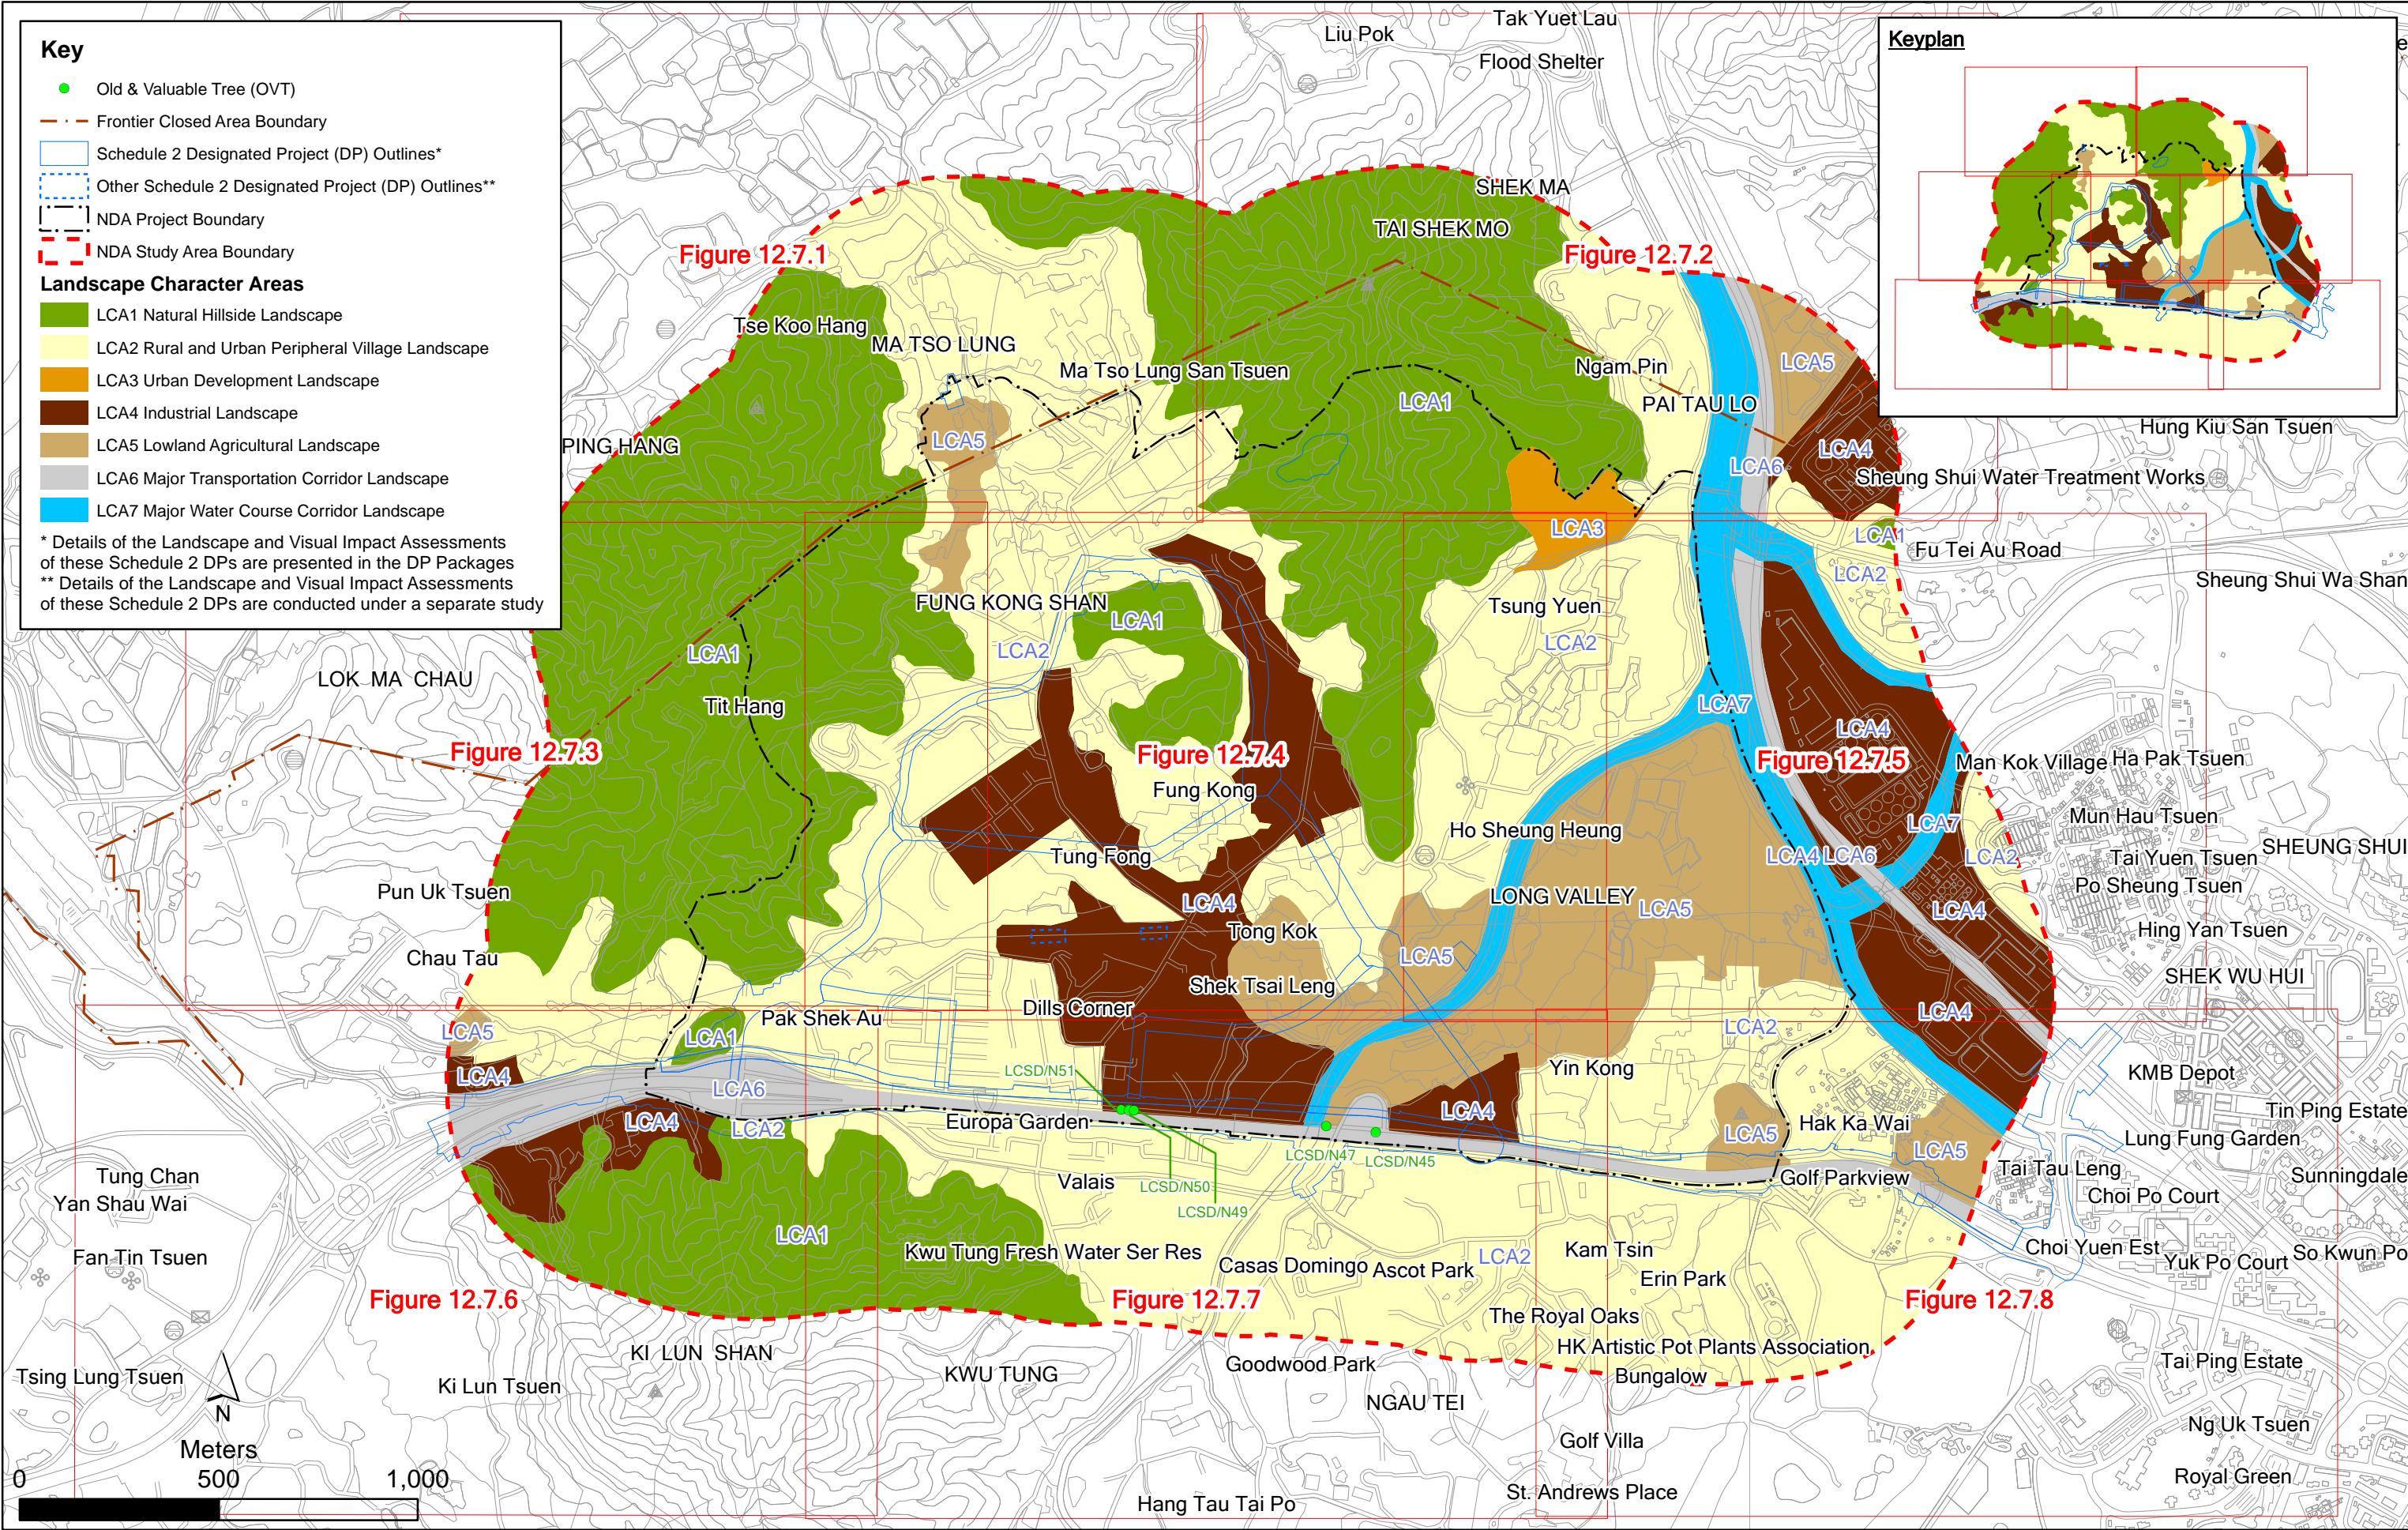 Key
Old & Valuable Tree (OVT)
Frontier Closed Area Boundary
Schedule 2 Designated Project (DP) Outlines*
Other Schedule 2 Designated Project (DP) Outlines**
NDA Project Boundary
NDA Study Area Boundary
Landscape Character Areas
LCA1 Natural Hillside Landscape
LCA2 Rural and Urban Peripheral Village Landscape
LCA3 Urban Development Landscape
LCA4 Industrial Landscape
LCA5 Lowland Agricultural Landscape
LCA6 Major Transportation Corridor Landscape
LCA7 Major Water Course Corridor Landscape
* Details of the Landscape and Visual Impact Assessments
of these Schedule 2 DPs are presented in the DP Packages
** Details of the Landscape and Visual Impact Assessments
of these Schedule 2 DPs are conducted under a separate study
Keyplan
Tak Yuet Lau
Liu Pok
Flood Shelter
SHEK MA
TAI SHEK MO
Figure 12.7.1
Figure 12.7.2
Tse Koo Hang
MA TSO LUNG
Ma Tso Lung San Tsuen
Ngam Pin
LCA5
PAI TAU LO
LCA1
Hung Kiu San Tsuen
PING HANG
LCA5
LCA4
LCA6
Sheung Shui Water Treatment Works
LCA3
LCA1
Fu Tei Au Road
LCA2
Sheung Shui Wa Shan
FUNG KONG SHAN
LCA1
Tsung Yuen
LCA2
LCA2
LCA1
LOK MA CHAU
Tit Hang
LCA7
LCA4
Figure 12.7.3
Figure 12.7.4
Figure 12.7.5
Man Kok Village
Ha Pak Tsuen
Fung Kong
Mun Hau Tsuen
LCA7
Ho Sheung Heung
Tung Fong
LCA4
LCA6
LCA2
Tai Yuen Tsuen
SHEUNG SHUI
Po Sheung Tsuen
Pun Uk Tsuen
LONG VALLEY
LCA4
LCA5
LCA4
Tong Kok
Hing Yan Tsuen
Chau Tau
LCA5
SHEK WU HUI
Shek Tsai Leng
Dills Corner
LCA4
Pak Shek Au
LCA5
LCA1
LCA2
LCSD/N51
Yin Kong
KMB Depot
LCA4
LCA6
LCA4
Tin Ping Estate
LCA4
LCA2
Europa Garden
Hak Ka Wai
LCA5
Lung Fung Garden
LCSD/N47
LCSD/N45
LCA5
Tung Chan
Valais
LCSD/N50
Golf Parkview
Tai Tau Leng
Sunningdale
Yan Shau Wai
LCSD/N49
Choi Po Court
LCA1
Fan Tin Tsuen
Kwu Tung Fresh Water Ser Res
Casas Domingo
Ascot Park
LCA2
Kam Tsin
Choi Yuen Est
Yuk Po Court
So Kwun Po
Erin Park
Figure 12.7.6
Figure 12.7.7
Figure 12.7.8
The Royal Oaks
KI LUN SHAN
HK Artistic Pot Plants Association
Goodwood Park
Bungalow
Tai Ping Estate
Tsing Lung Tsuen
Ki Lun Tsuen
KWU TUNG
NGAU TEI
N
Ng Uk Tsuen
Meters
Golf Villa
0 500 1,000
Royal Green
Hang Tau Tai Po
St. Andrews Place